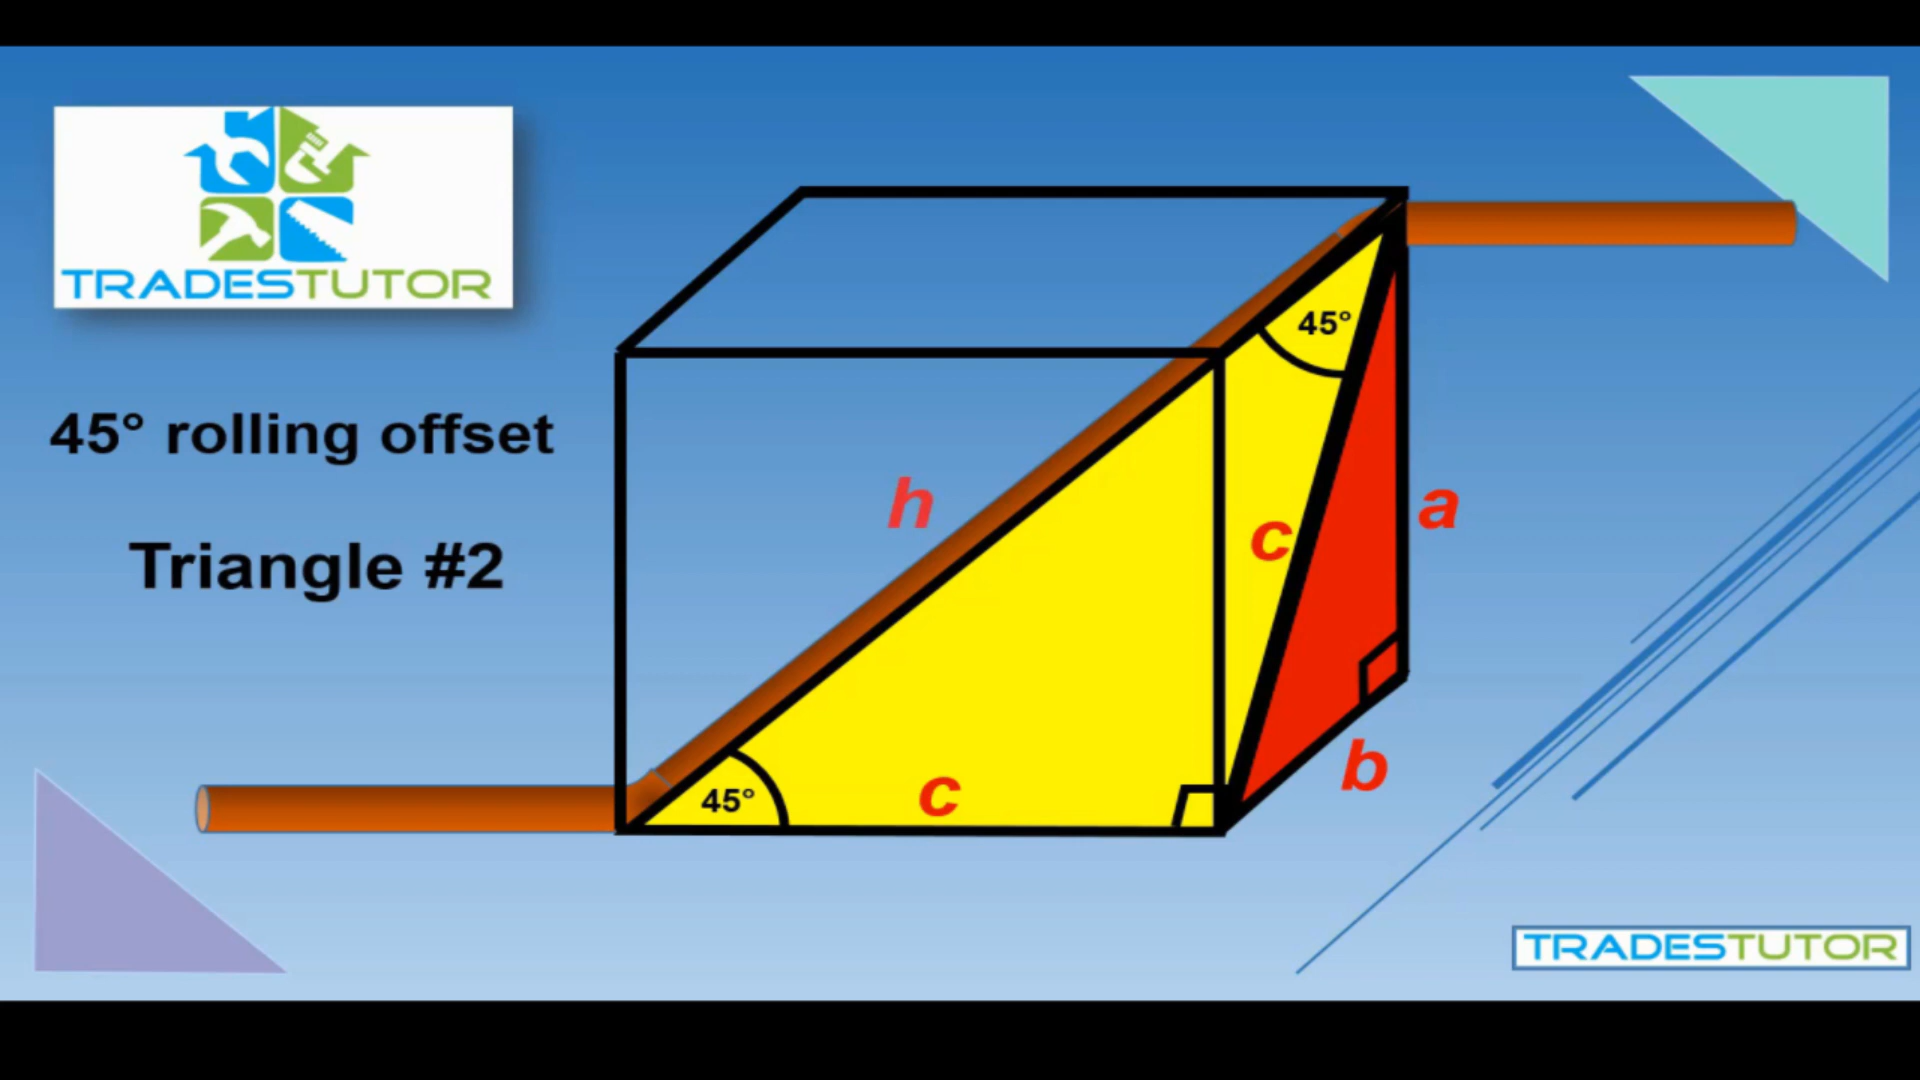 TRADESTUTOR
45° rolling offset
Triangle #2
45°
h
c
a
b
45°
c
TRADESTUTOR